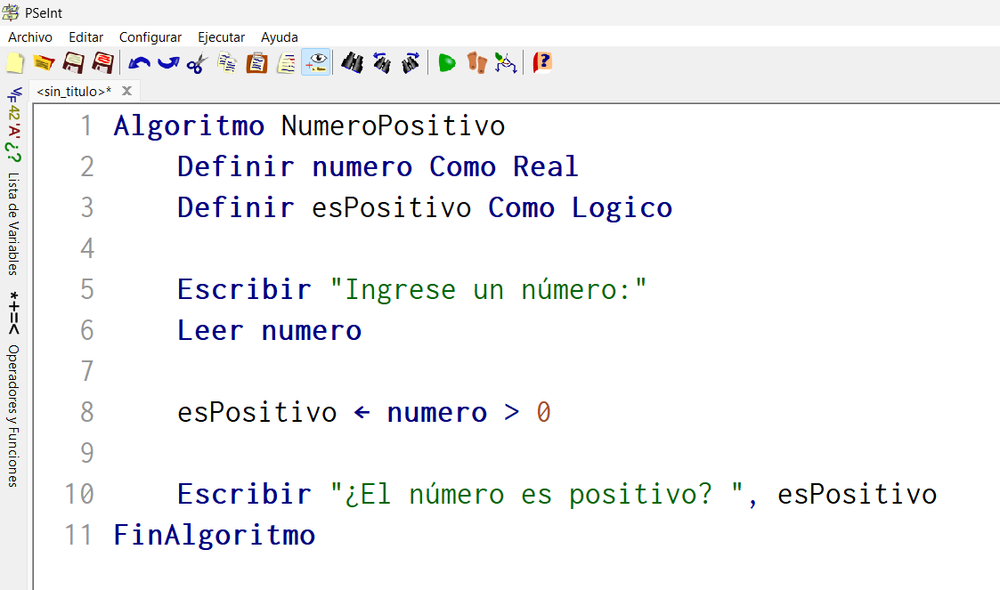 PSeInt
Archivo Editar Configurar Ejecutar Ayuda
<sin_titulo>* X
V/F 42 'A' ¿? Lista de Variables
*+=< Operadores y Funciones
1 Algoritmo NumeroPositivo
2 Definir numero Como Real
3 Definir esPositivo Como Logico
4
5 Escribir "Ingrese un número:"
6 Leer numero
7
8 esPositivo ← numero > 0
9
10 Escribir "¿El número es positivo? ", esPositivo
11 FinAlgoritmo